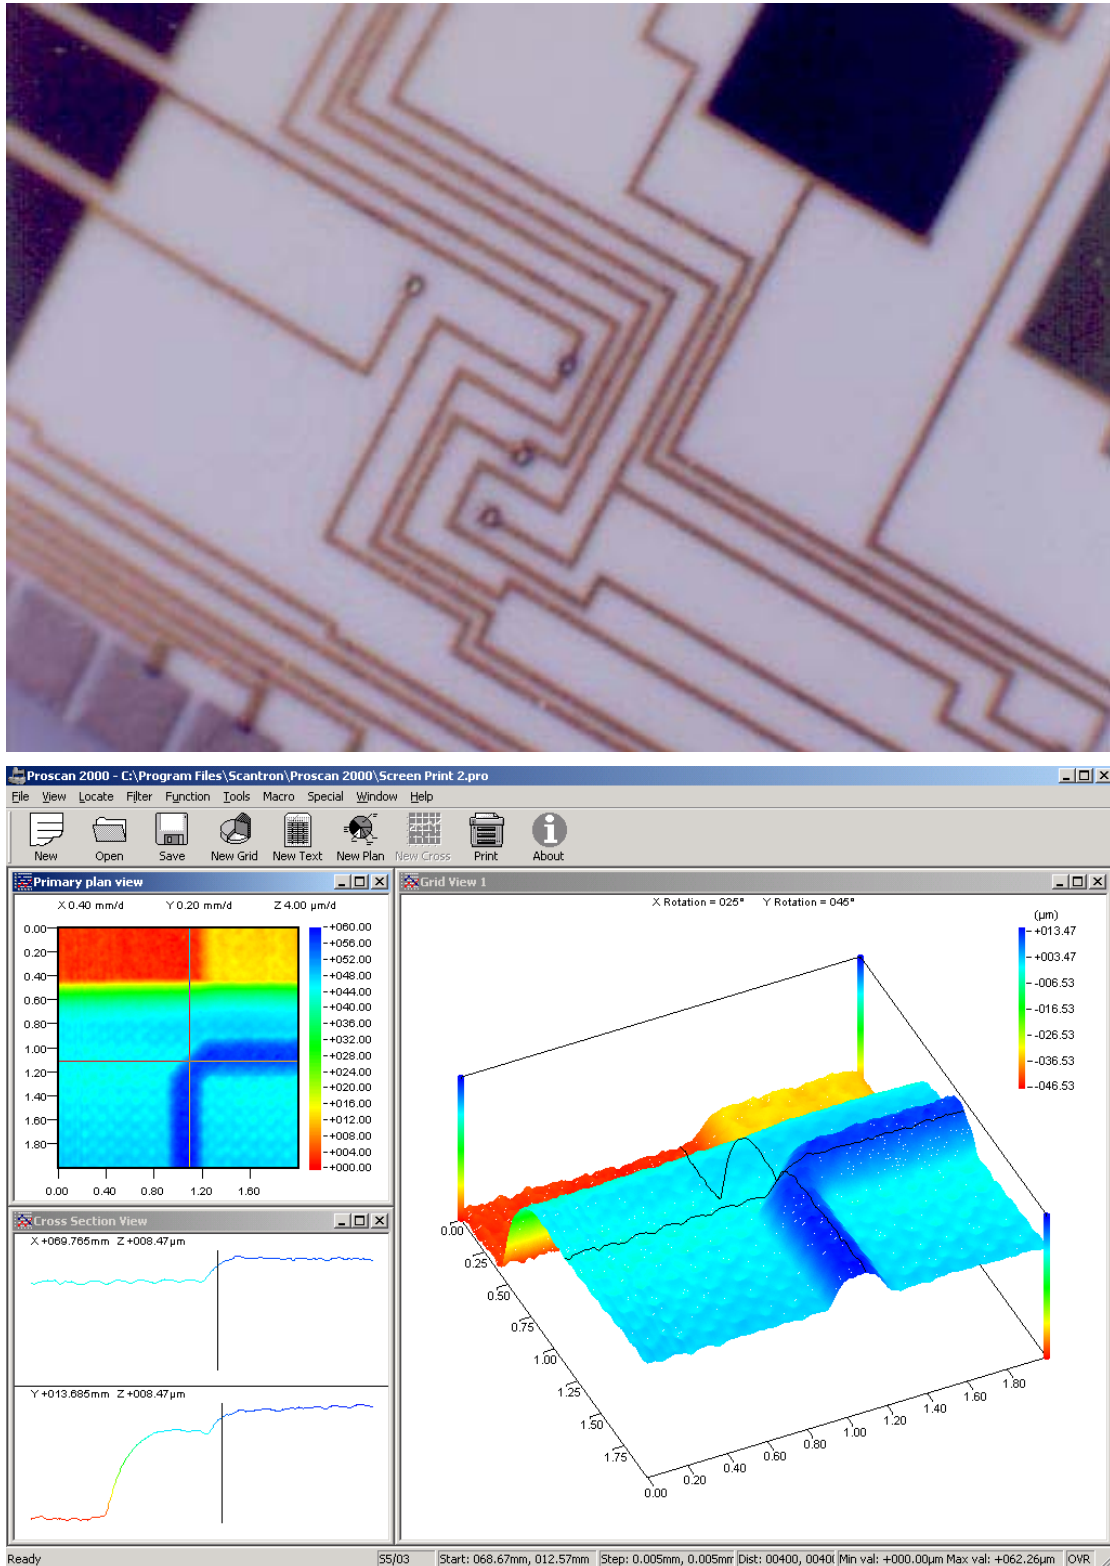 Proscan 2000 - C:\Program Files\Scantron\Proscan 2000\Screen Print 2.pro
File View Locate Filter Function Tools Macro Special Window Help
New Open Save New Grid New Text New Plan New Cross Print About
Primary plan view
X 0.40 mm/d Y 0.20 mm/d Z 4.00 µm/d
0.00
0.20
0.40
0.60
0.80
1.00
1.20
1.40
1.60
1.80
0.00 0.40 0.80 1.20 1.60
+060.00
+056.00
+052.00
+048.00
+044.00
+040.00
+036.00
+032.00
+028.00
+024.00
+020.00
+016.00
+012.00
+008.00
+004.00
+000.00
Cross Section View
X +069.765mm Z +008.47µm
Y +013.685mm Z +008.47µm
Grid View 1
X Rotation = 025° Y Rotation = 045°
(µm)
+013.47
+003.47
-006.53
-016.53
-026.53
-036.53
-046.53
0.00
0.25
0.50
0.75
1.00
1.25
1.50
1.75
0.00 0.20 0.40 0.60 0.80 1.00 1.20 1.40 1.60 1.80
Ready S5/03 Start: 068.67mm, 012.57mm Step: 0.005mm, 0.005mm Dist: 00400, 0040 Min val: +000.00µm Max val: +062.26µm OVR